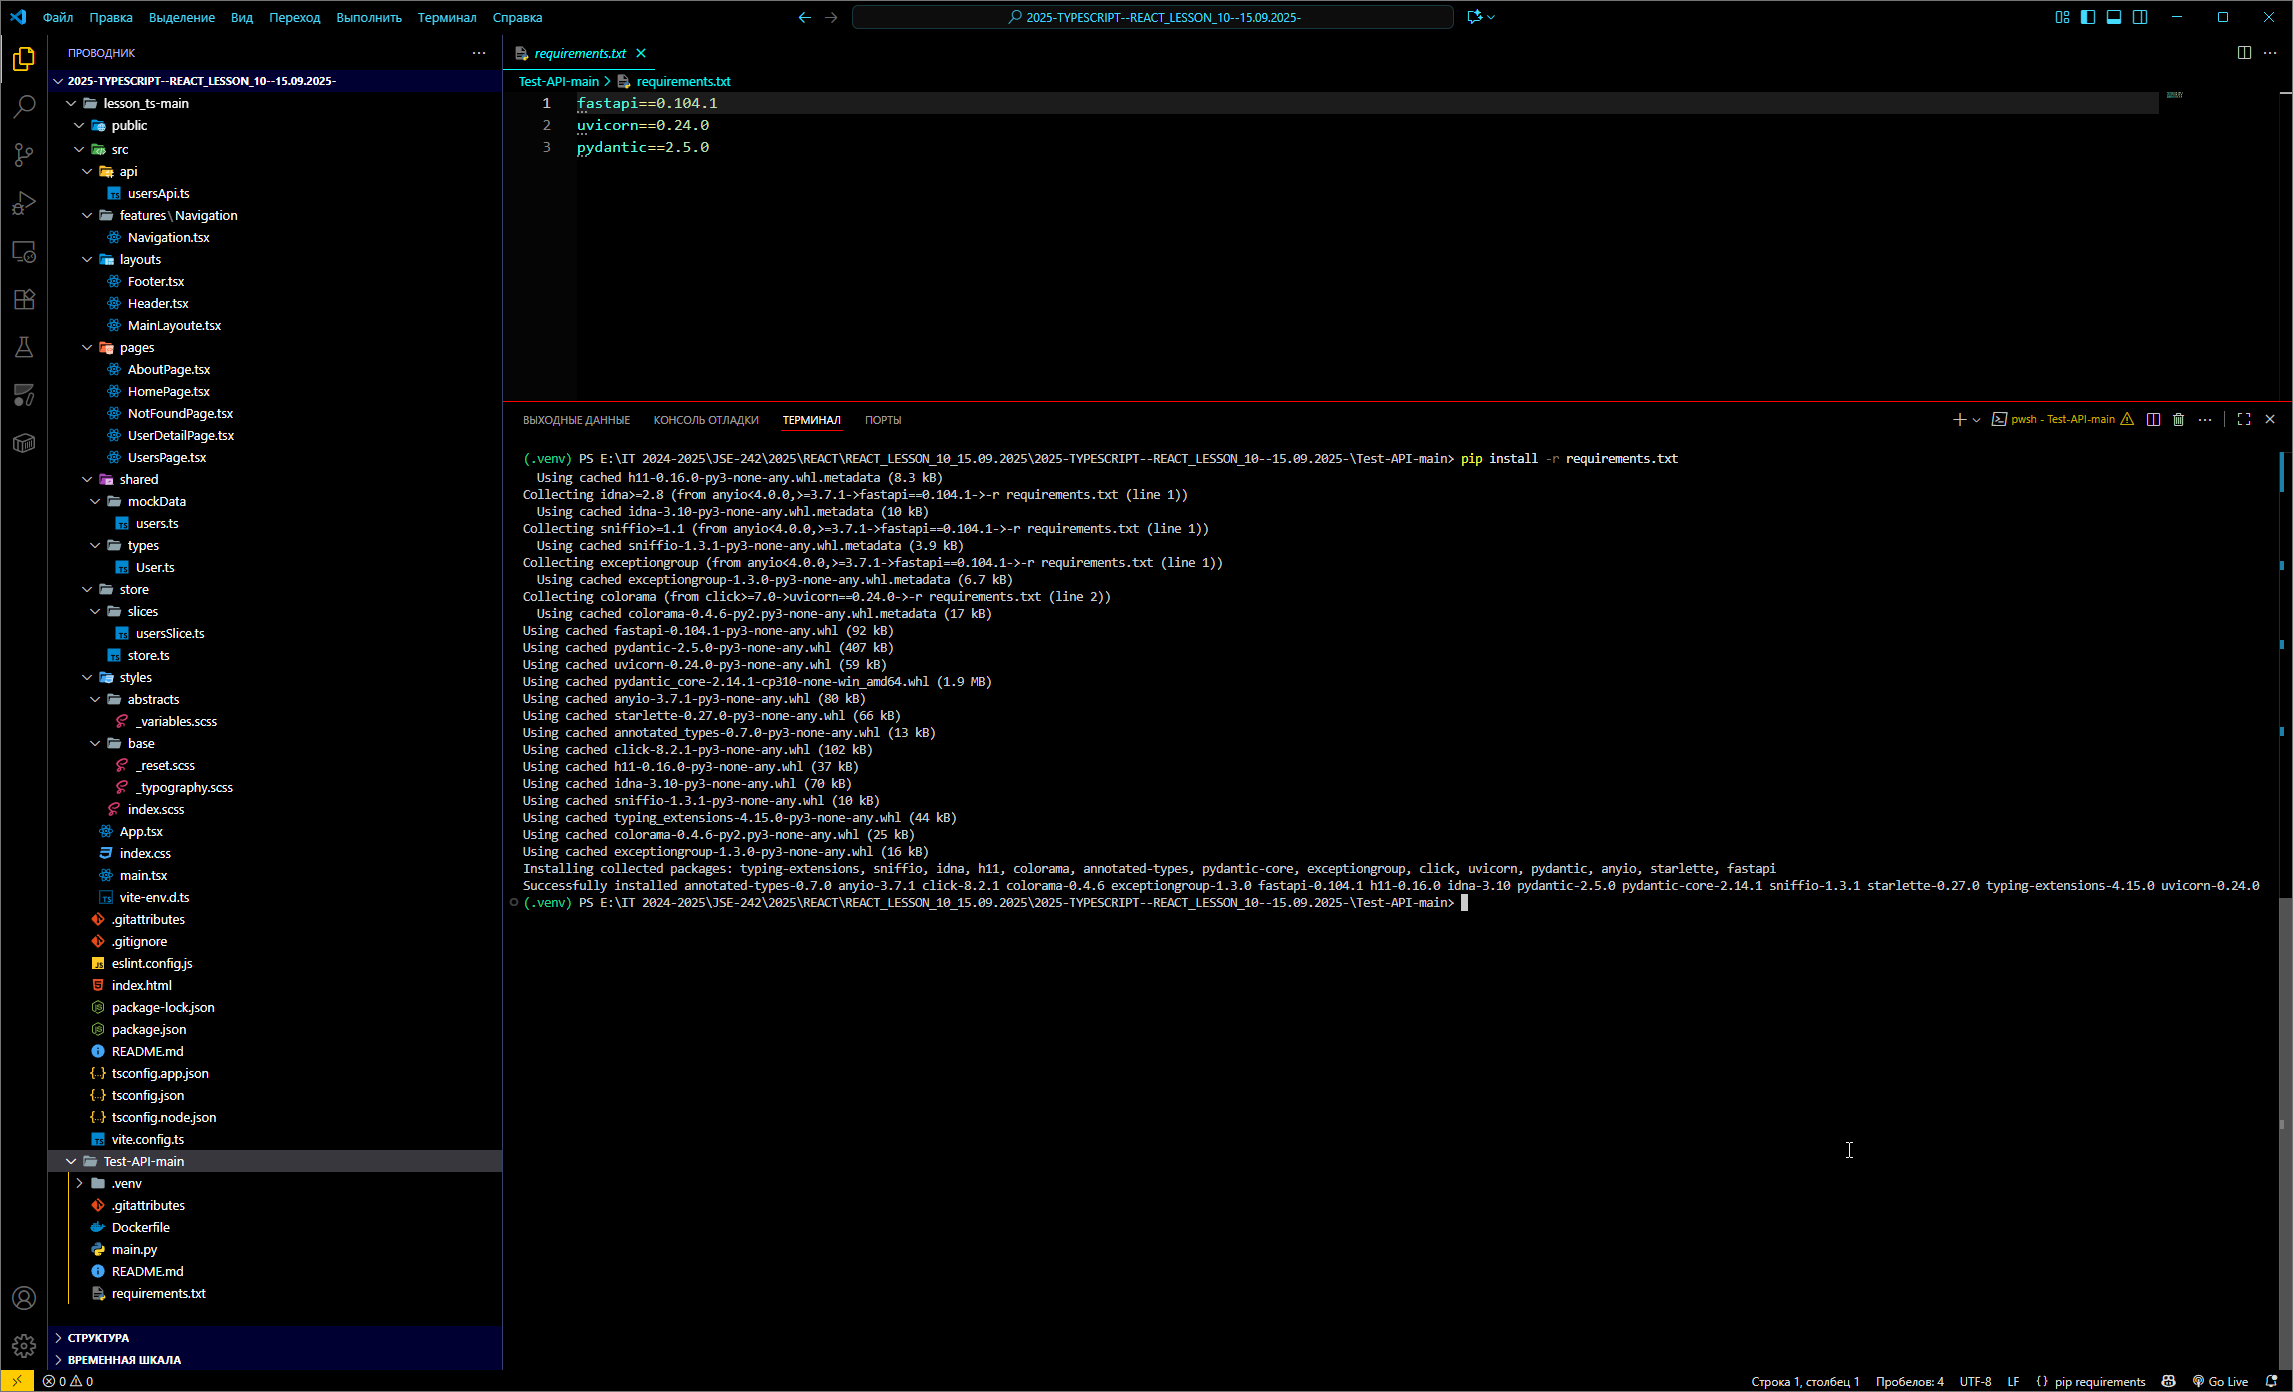 Файл Правка Выделение Вид Переход Выполнить Терминал Справка
2025-TYPESCRIPT--REACT_LESSON_10--15.09.2025-
ПРОВОДНИК
2025-TYPESCRIPT--REACT_LESSON_10--15.09.2025-
lesson_ts-main
public
src
api
usersApi.ts
features\Navigation
Navigation.tsx
layouts
Footer.tsx
Header.tsx
MainLayoute.tsx
pages
AboutPage.tsx
HomePage.tsx
NotFoundPage.tsx
UserDetailPage.tsx
UsersPage.tsx
shared
mockData
users.ts
types
User.ts
store
slices
usersSlice.ts
store.ts
styles
abstracts
_variables.scss
base
_reset.scss
_typography.scss
index.scss
App.tsx
index.css
main.tsx
vite-env.d.ts
.gitattributes
.gitignore
eslint.config.js
index.html
package-lock.json
package.json
README.md
tsconfig.app.json
tsconfig.json
tsconfig.node.json
vite.config.ts
Test-API-main
.venv
.gitattributes
Dockerfile
main.py
README.md
requirements.txt
СТРУКТУРА
ВРЕМЕННАЯ ШКАЛА
requirements.txt
Test-API-main > requirements.txt
1 fastapi==0.104.1
2 uvicorn==0.24.0
3 pydantic==2.5.0
ВЫХОДНЫЕ ДАННЫЕ КОНСОЛЬ ОТЛАДКИ ТЕРМИНАЛ ПОРТЫ
pwsh - Test-API-main
(.venv) PS E:\IT 2024-2025\JSE-242\2025\REACT\REACT_LESSON_10_15.09.2025\2025-TYPESCRIPT--REACT_LESSON_10--15.09.2025-\Test-API-main> pip install -r requirements.txt
Using cached h11-0.16.0-py3-none-any.whl.metadata (8.3 kB)
Collecting idna>=2.8 (from anyio<4.0.0,>=3.7.1->fastapi==0.104.1->-r requirements.txt (line 1))
Using cached idna-3.10-py3-none-any.whl.metadata (10 kB)
Collecting sniffio>=1.1 (from anyio<4.0.0,>=3.7.1->fastapi==0.104.1->-r requirements.txt (line 1))
Using cached sniffio-1.3.1-py3-none-any.whl.metadata (3.9 kB)
Collecting exceptiongroup (from anyio<4.0.0,>=3.7.1->fastapi==0.104.1->-r requirements.txt (line 1))
Using cached exceptiongroup-1.3.0-py3-none-any.whl.metadata (6.7 kB)
Collecting colorama (from click>=7.0->uvicorn==0.24.0->-r requirements.txt (line 2))
Using cached colorama-0.4.6-py2.py3-none-any.whl.metadata (17 kB)
Using cached fastapi-0.104.1-py3-none-any.whl (92 kB)
Using cached pydantic-2.5.0-py3-none-any.whl (407 kB)
Using cached uvicorn-0.24.0-py3-none-any.whl (59 kB)
Using cached pydantic_core-2.14.1-cp310-none-win_amd64.whl (1.9 MB)
Using cached anyio-3.7.1-py3-none-any.whl (80 kB)
Using cached starlette-0.27.0-py3-none-any.whl (66 kB)
Using cached annotated_types-0.7.0-py3-none-any.whl (13 kB)
Using cached click-8.2.1-py3-none-any.whl (102 kB)
Using cached h11-0.16.0-py3-none-any.whl (37 kB)
Using cached idna-3.10-py3-none-any.whl (70 kB)
Using cached sniffio-1.3.1-py3-none-any.whl (10 kB)
Using cached typing_extensions-4.15.0-py3-none-any.whl (44 kB)
Using cached colorama-0.4.6-py2.py3-none-any.whl (25 kB)
Using cached exceptiongroup-1.3.0-py3-none-any.whl (16 kB)
Installing collected packages: typing-extensions, sniffio, idna, h11, colorama, annotated-types, pydantic-core, exceptiongroup, click, uvicorn, pydantic, anyio, starlette, fastapi
Successfully installed annotated-types-0.7.0 anyio-3.7.1 click-8.2.1 colorama-0.4.6 exceptiongroup-1.3.0 fastapi-0.104.1 h11-0.16.0 idna-3.10 pydantic-2.5.0 pydantic-core-2.14.1 sniffio-1.3.1 starlette-0.27.0 typing-extensions-4.15.0 uvicorn-0.24.0
(.venv) PS E:\IT 2024-2025\JSE-242\2025\REACT\REACT_LESSON_10_15.09.2025\2025-TYPESCRIPT--REACT_LESSON_10--15.09.2025-\Test-API-main>
0 0 Строка 1, столбец 1 Пробелов: 4 UTF-8 LF {} pip requirements Go Live